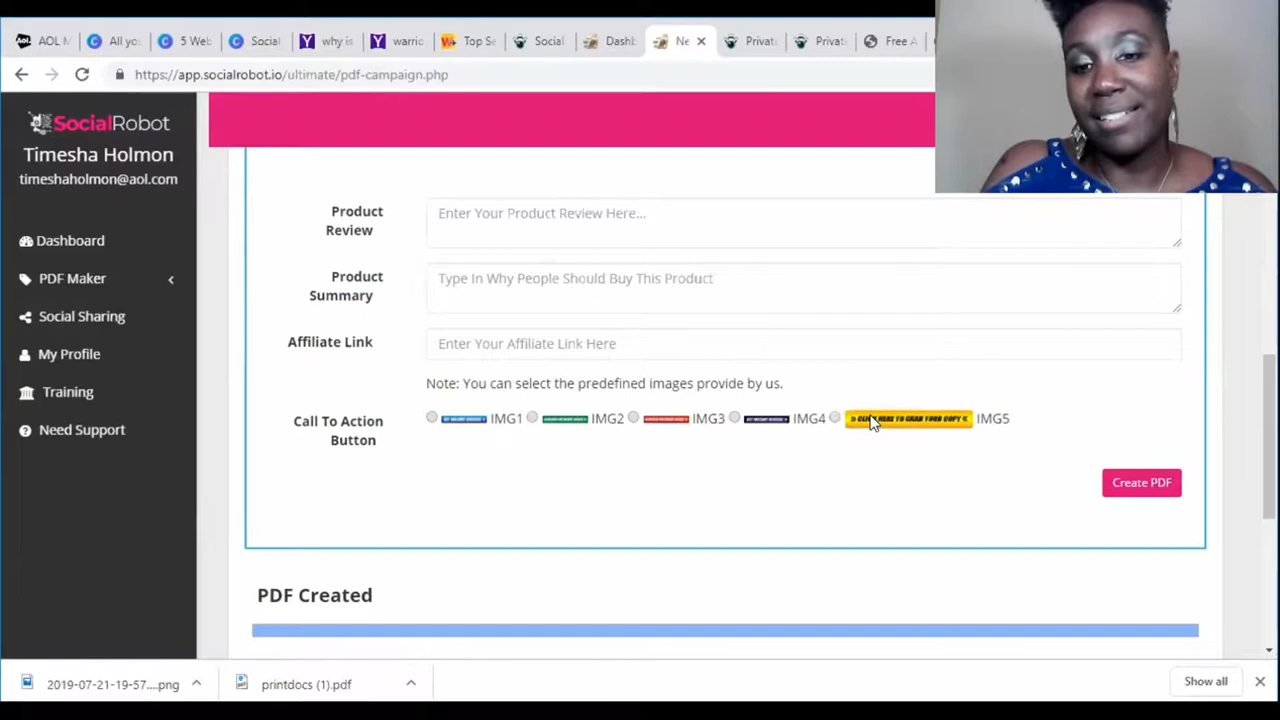 AOL M
All you
5 Web
Social
why is
warric
Top Se
Social
Dashb
Ne
Privat
Privat
Free A
https://app.socialrobot.io/ultimate/pdf-campaign.php
SocialRobot
Timesha Holmon
timeshaholmon@aol.com
Dashboard
PDF Maker
Social Sharing
My Profile
Training
Need Support
Product
Review
Enter Your Product Review Here...
Product
Summary
Type In Why People Should Buy This Product
Affiliate Link
Enter Your Affiliate Link Here
Note: You can select the predefined images provide by us.
Call To Action
Button
IMG1
IMG2
IMG3
IMG4
CLICK HERE TO GRAB YOUR COPY
IMG5
Create PDF
PDF Created
2019-07-21-19-57....png
printdocs (1).pdf
Show all